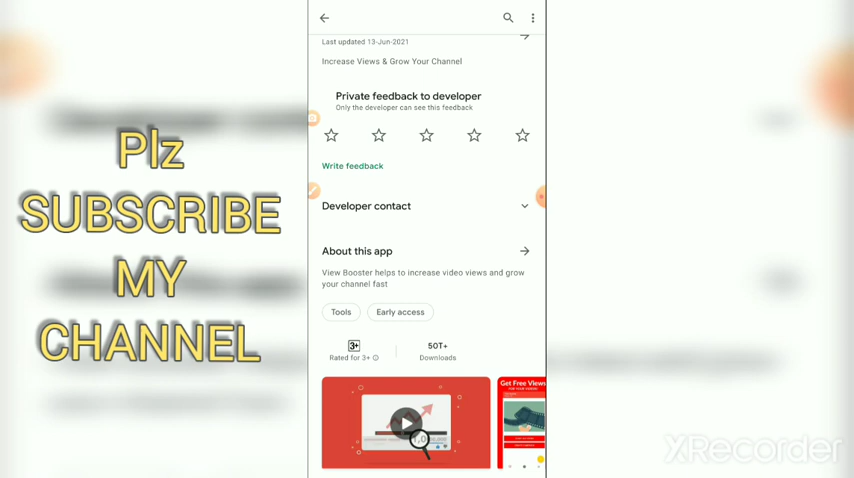 Last updated 13-Jun-2021
Increase Views & Grow Your Channel
Private feedback to developer
Only the developer can see this feedback
Write feedback
Developer contact
About this app
View Booster helps to increase video views and grow
your channel fast
Tools
Early access
3+
Rated for 3+
50T+
Downloads
Get Free Views
Plz
SUBSCRIBE
MY
CHANNEL
XRecorder